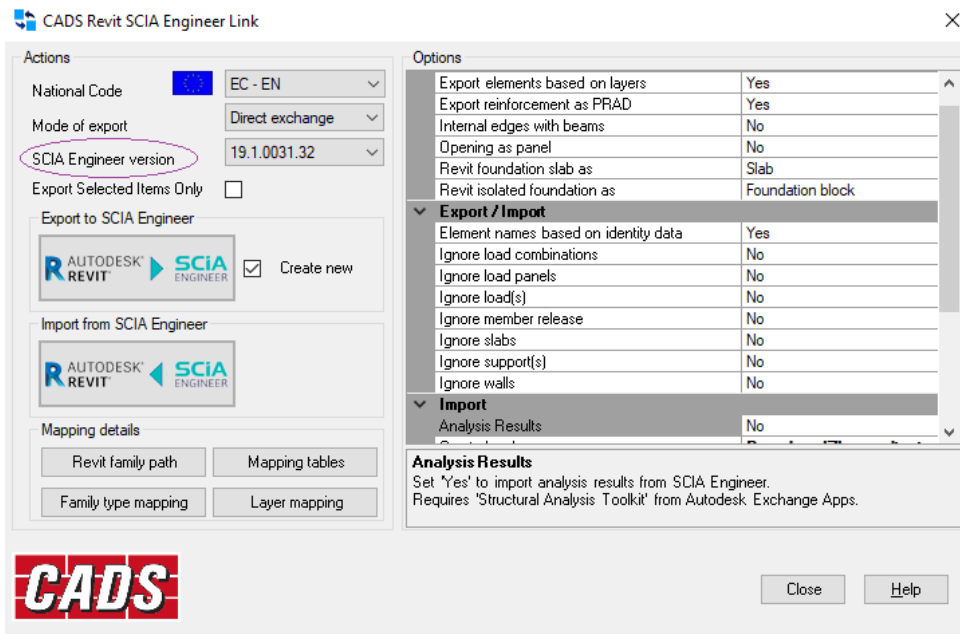 CADS Revit SCIA Engineer Link
Actions
National Code EC - EN
Mode of export Direct exchange
SCIA Engineer version 19.1.0031.32
Export Selected Items Only
Export to SCIA Engineer
R AUTODESK® REVIT® SCiA ENGINEER Create new
Import from SCIA Engineer
R AUTODESK® REVIT® SCiA ENGINEER
Mapping details
Revit family path Mapping tables
Family type mapping Layer mapping
Options
Export elements based on layers Yes
Export reinforcement as PRAD Yes
Internal edges with beams No
Opening as panel No
Revit foundation slab as Slab
Revit isolated foundation as Foundation block
Export / Import
Element names based on identity data Yes
Ignore load combinations No
Ignore load panels No
Ignore load(s) No
Ignore member release No
Ignore slabs No
Ignore support(s) No
Ignore walls No
Import
Analysis Results No
Analysis Results
Set 'Yes' to import analysis results from SCIA Engineer.
Requires 'Structural Analysis Toolkit' from Autodesk Exchange Apps.
CADS
Close Help